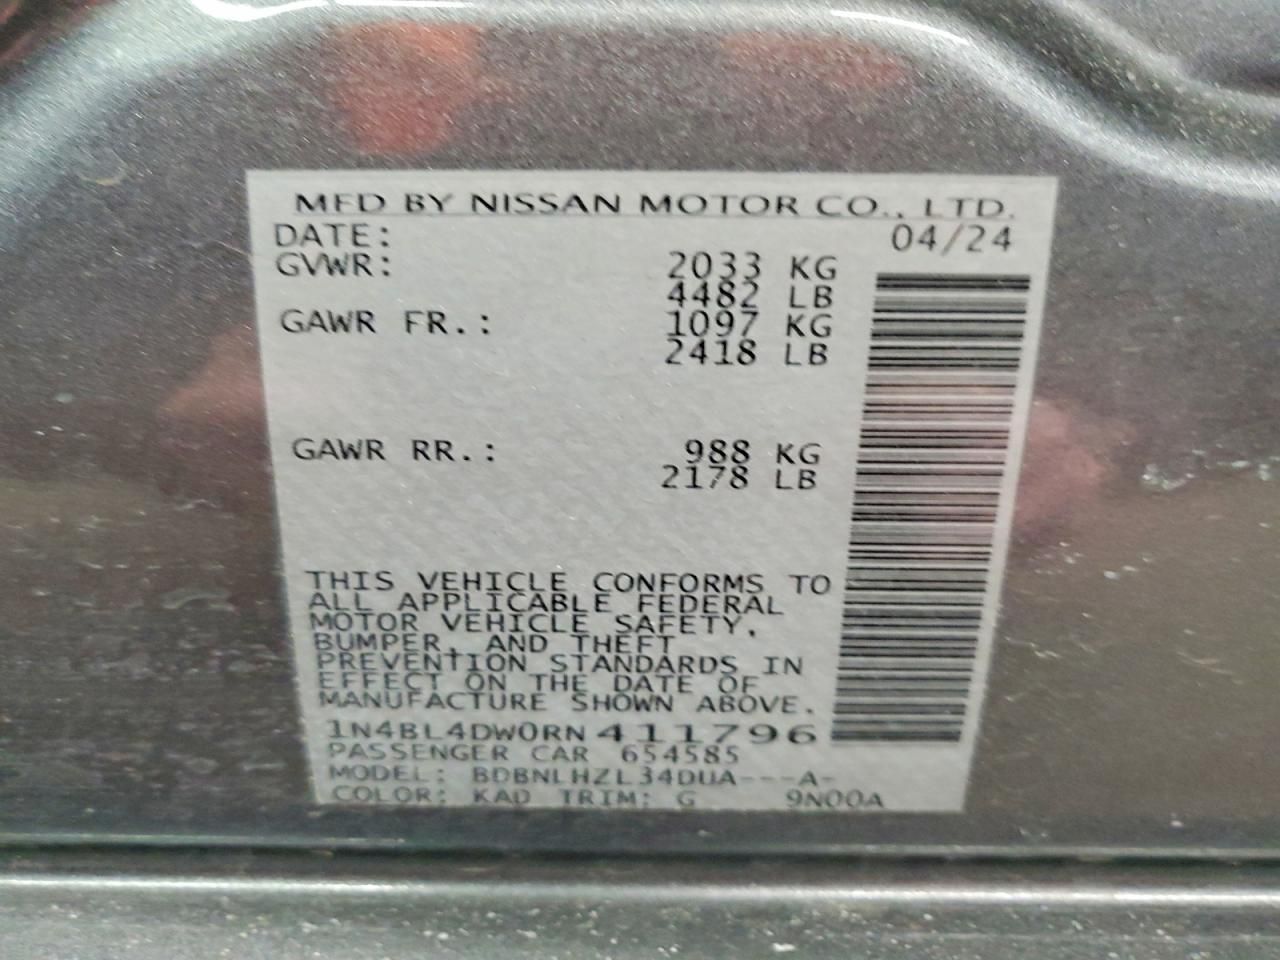 MFD BY NISSAN MOTOR CO., LTD.
DATE: 04/24
GVWR: 2033 KG
4482 LB
GAWR FR.: 1097 KG
2418 LB
GAWR RR.: 988 KG
2178 LB
THIS VEHICLE CONFORMS TO
ALL APPLICABLE FEDERAL
MOTOR VEHICLE SAFETY,
BUMPER, AND THEFT
PREVENTION STANDARDS IN
EFFECT ON THE DATE OF
MANUFACTURE SHOWN ABOVE.
1N4BL4DW0RN411796
PASSENGER CAR 654585
MODEL: BDBNLHZL34DUA---A-
COLOR: KAD TRIM: G 9N00A